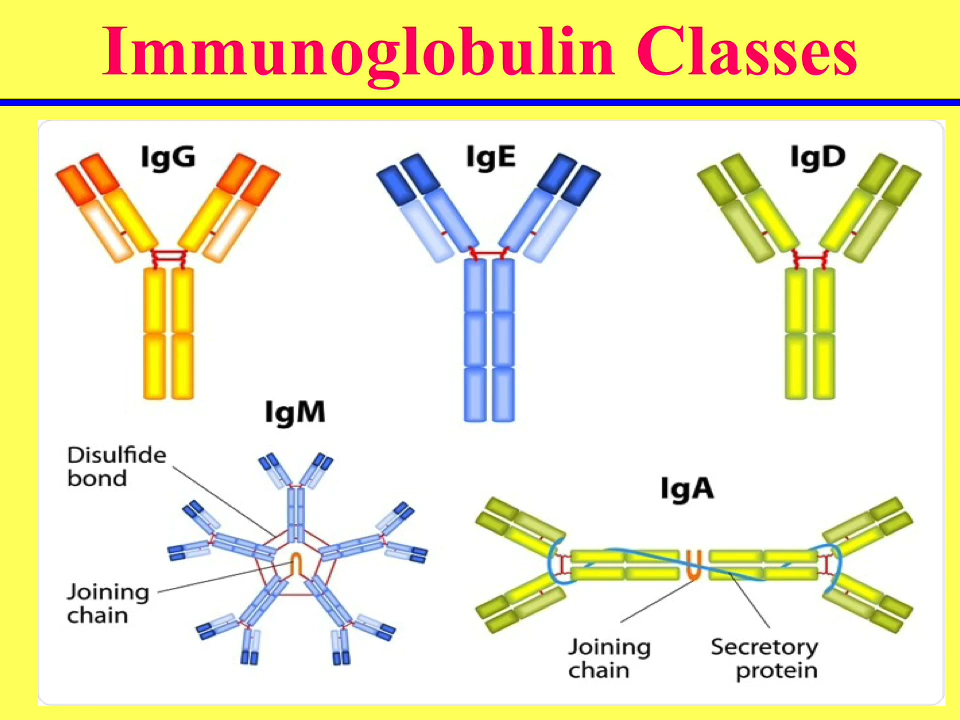 Immunoglobulin Classes
IgG
IgE
IgD
IgM
Disulfide
bond
Joining
chain
IgA
Joining
chain
Secretory
protein